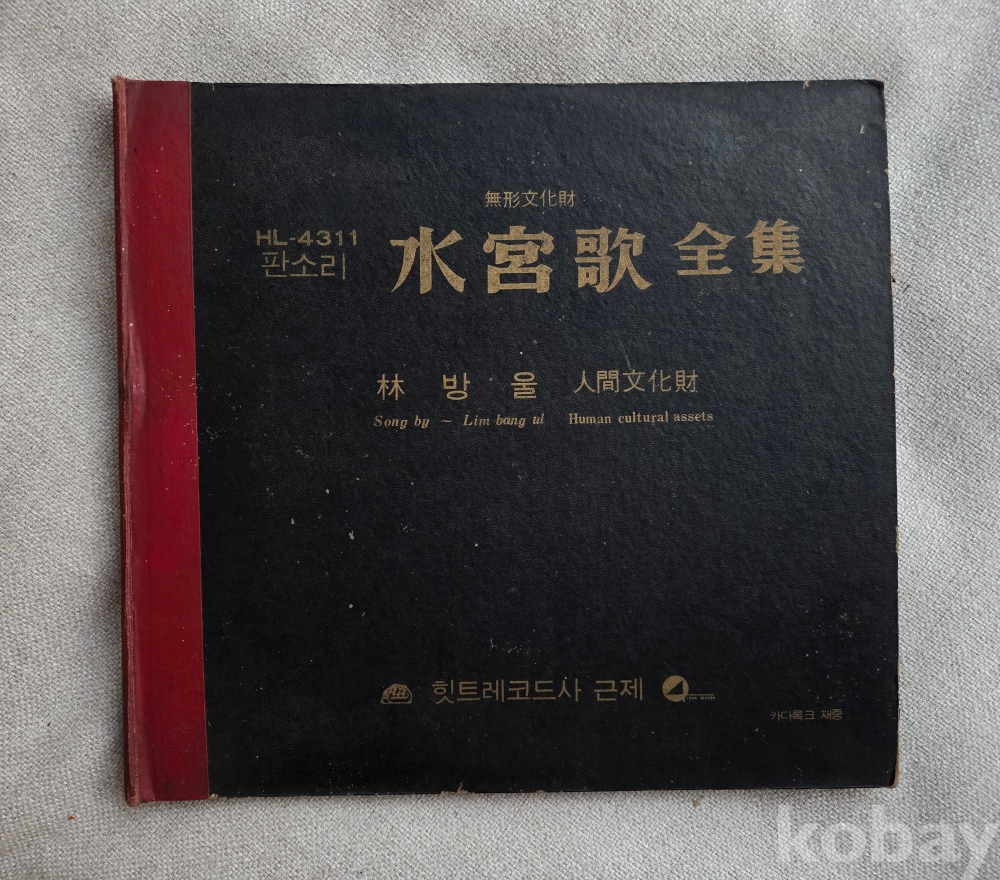 無形文化財
HL-4311
판소리
水宮歌 全集
林 방 울 人間文化財
Song by ~ Lim bang ul Human cultural assets
Hit
힛트레코드사 근제
카다록크 재중
kobay